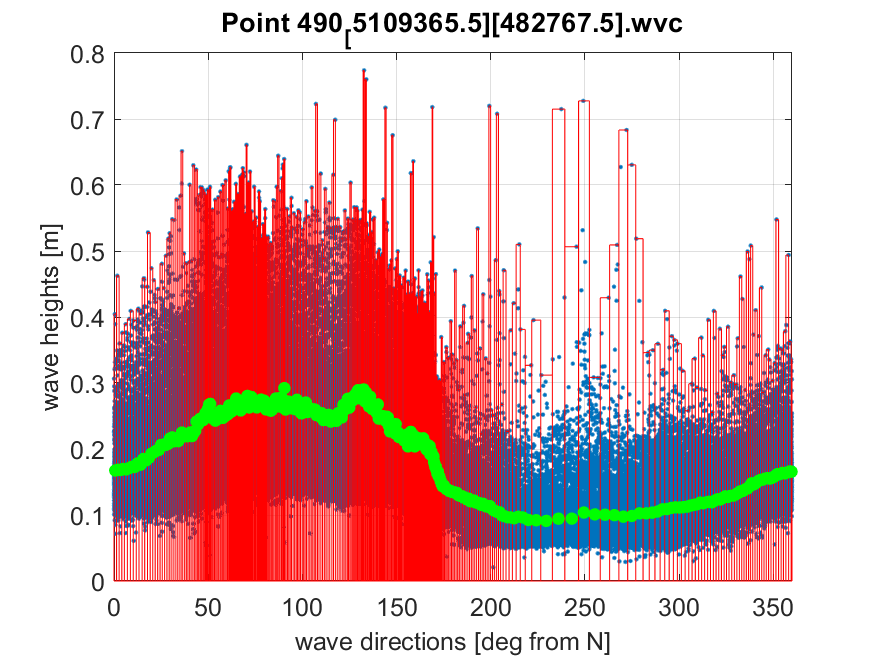 Point 490[5109365.5][482767.5].wvc
0.8
0.7
0.6
0.5
0.4
0.3
0.2
0.1
0
wave heights [m]
0 50 100 150 200 250 300 350
wave directions [deg from N]